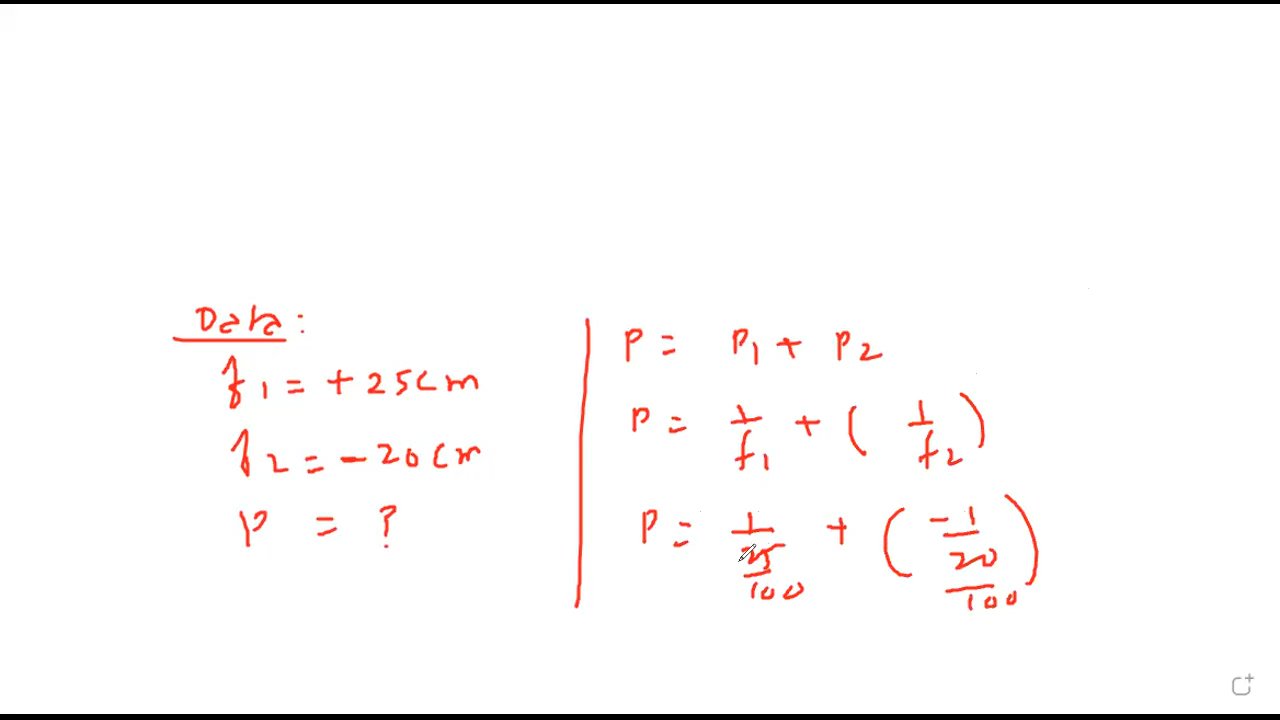 Data:
f1 = +25cm
f2 = -20cm
P = ?
P = P1 + P2
P = 1/f1 + (1/f2)
P = 1/(25/100) + (-1/(20/100))